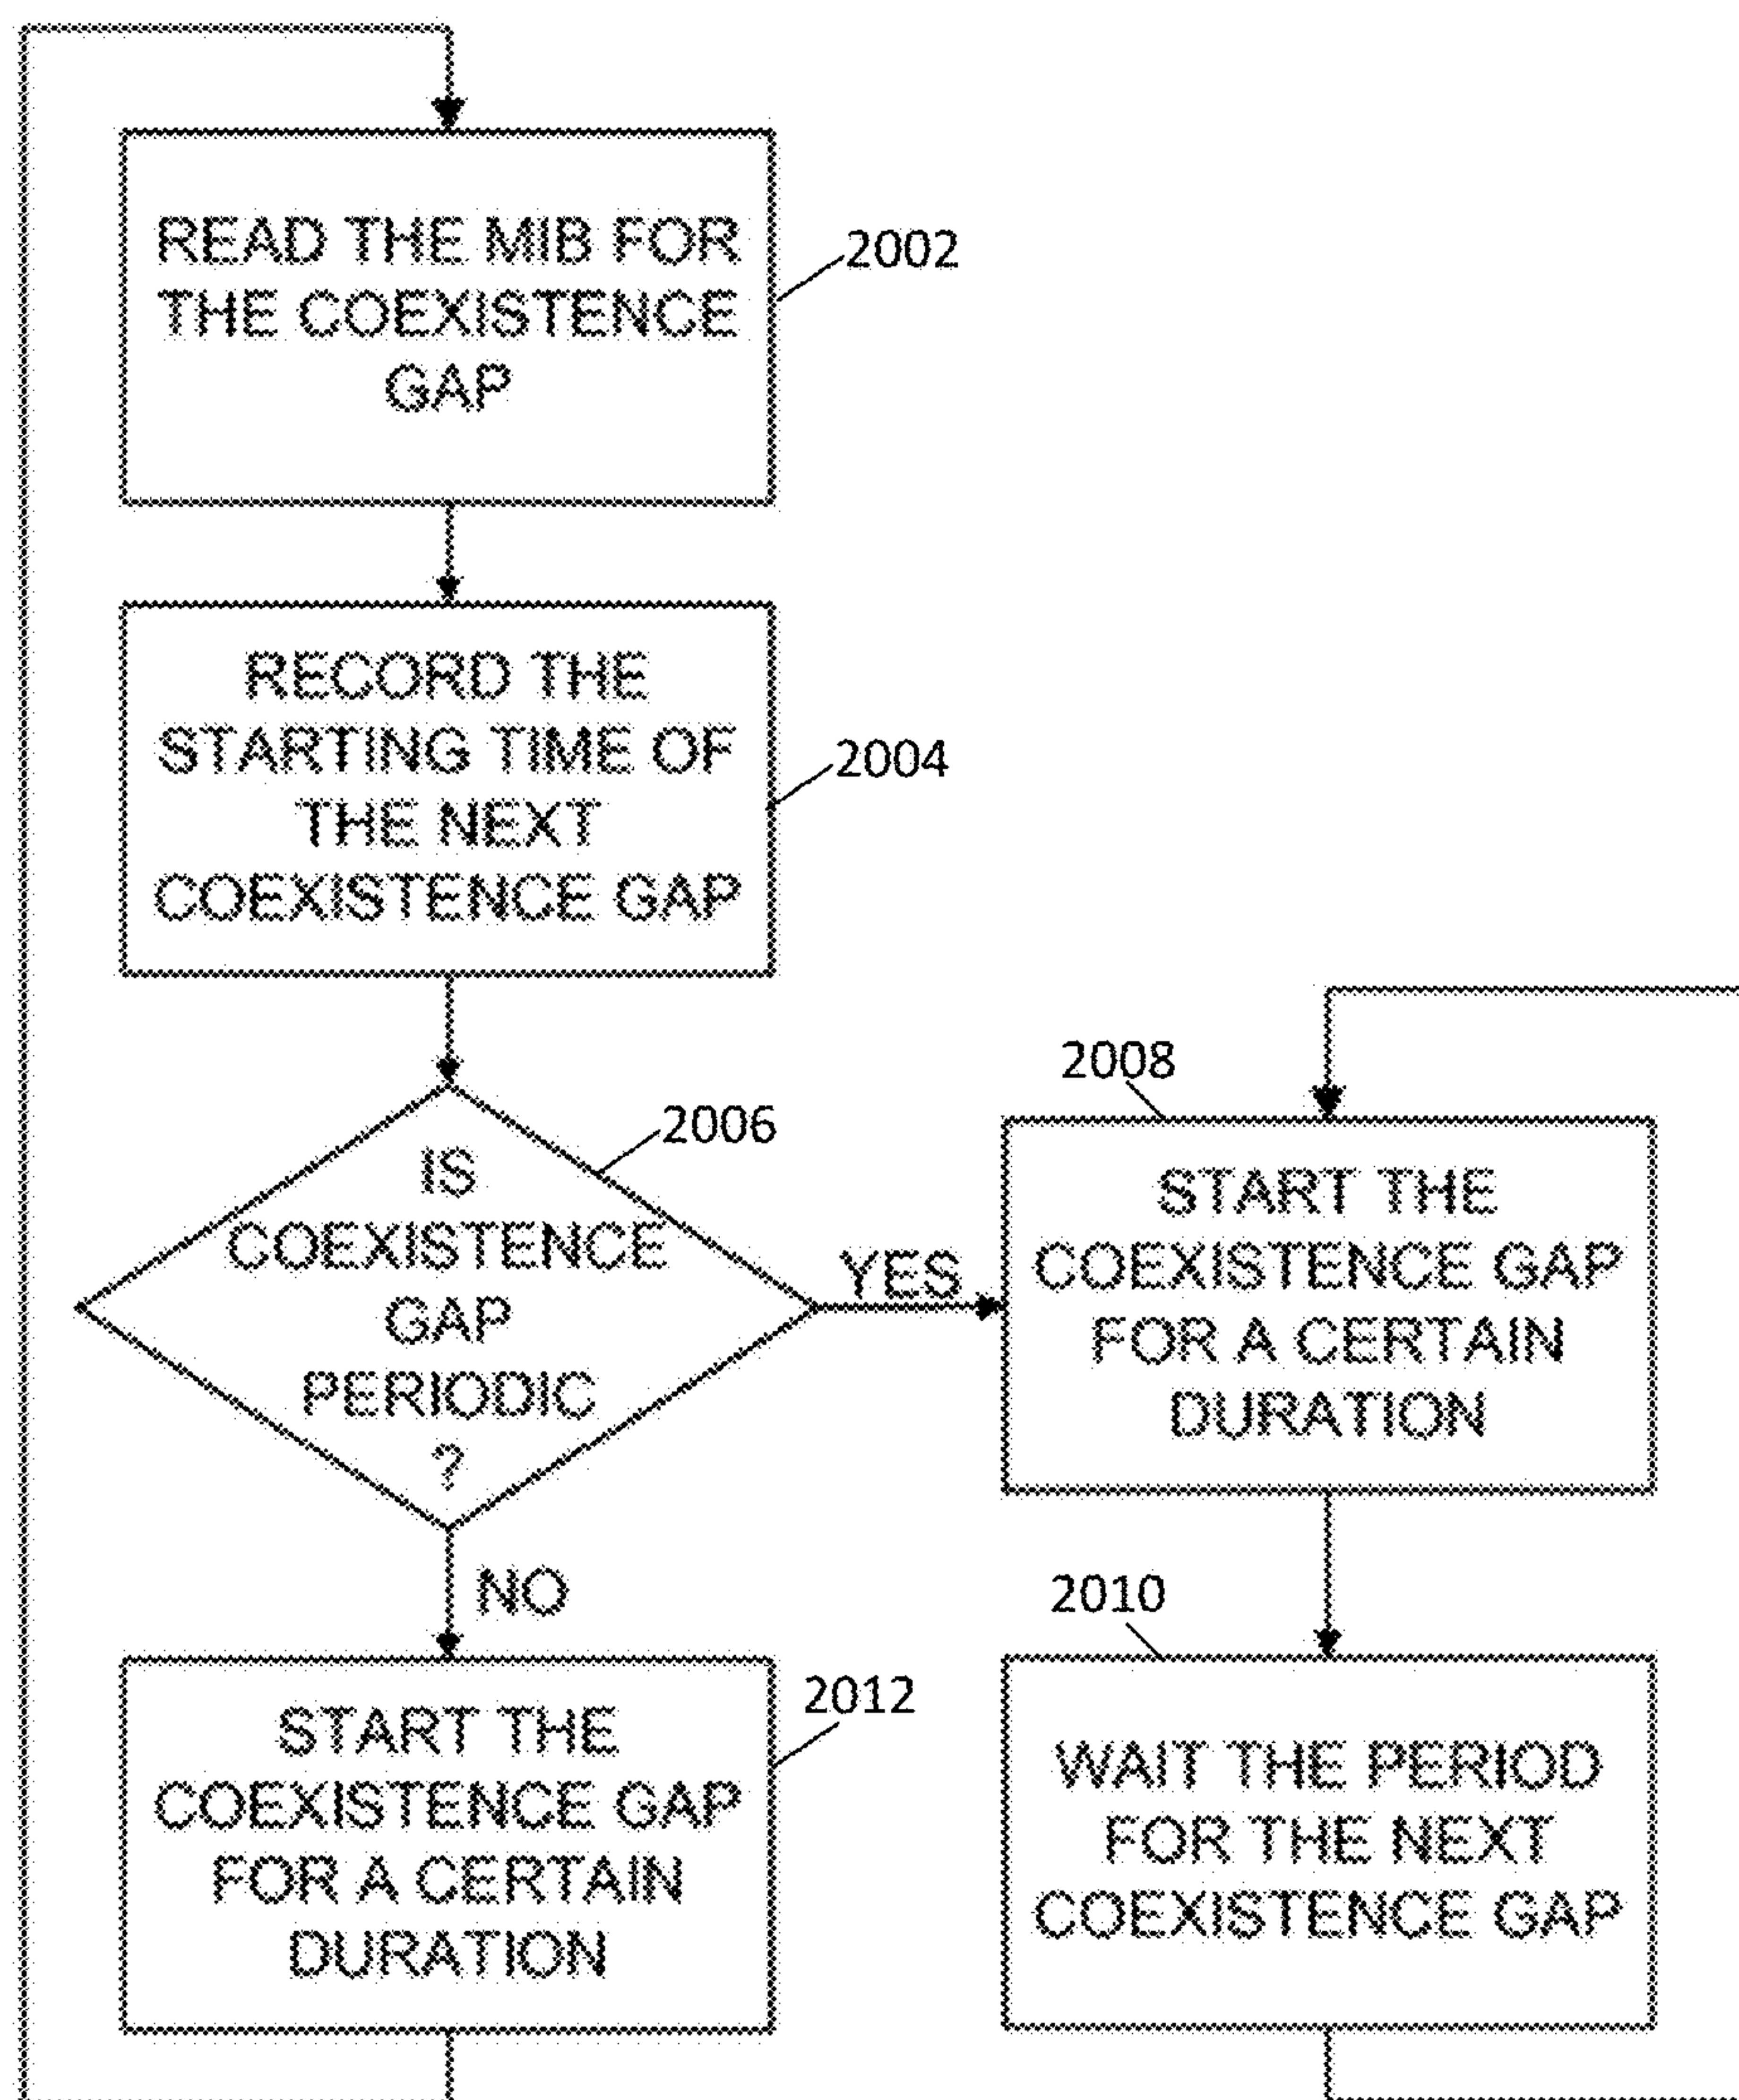 READ THE MIB FOR
THE COEXISTENCE
GAP
2002
RECORD THE
STARTING TIME OF
THE NEXT
COEXISTENCE GAP
2004
IS
COEXISTENCE
GAP
PERIODIC
?
2006
YES
NO
2008
START THE
COEXISTENCE GAP
FOR A CERTAIN
DURATION
2010
WAIT THE PERIOD
FOR THE NEXT
COEXISTENCE GAP
START THE
COEXISTENCE GAP
FOR A CERTAIN
DURATION
2012